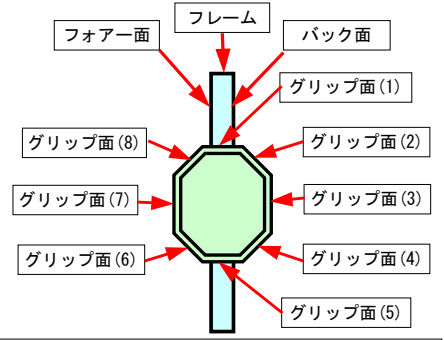 フレーム
フォアー面
バック面
グリップ面(1)
グリップ面(8)
グリップ面(2)
グリップ面(7)
グリップ面(3)
グリップ面(6)
グリップ面(4)
グリップ面(5)